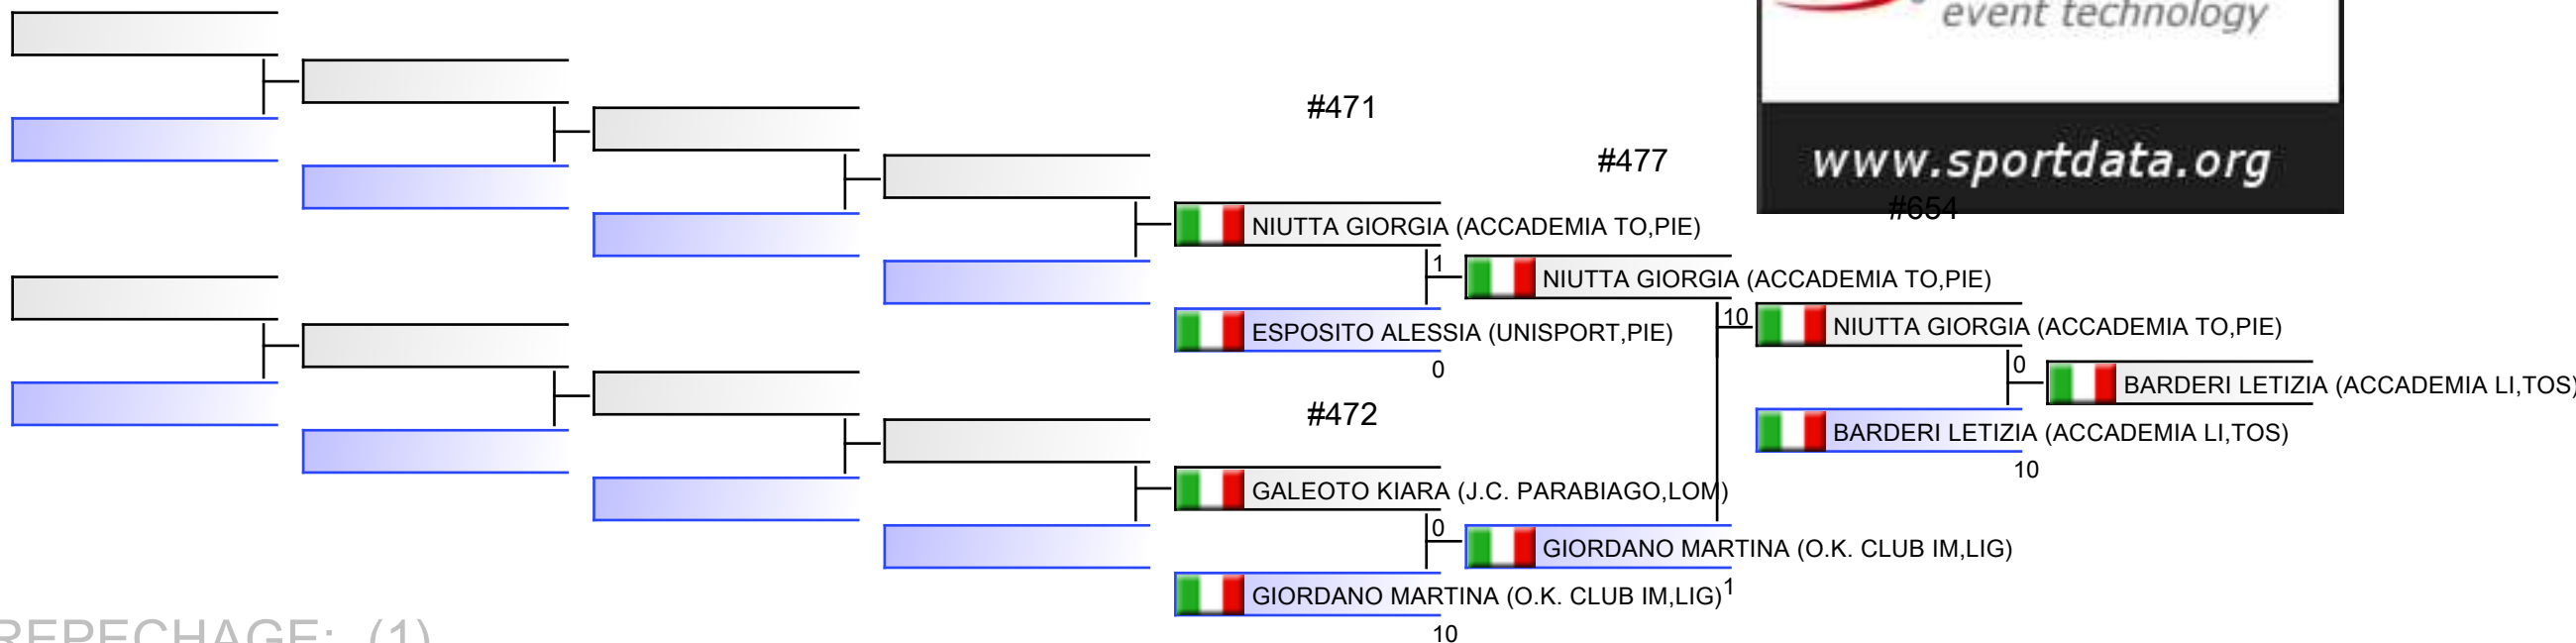 event technology
www.sportdata.org
#471
#477
#654
NIUTTA GIORGIA (ACCADEMIA TO,PIE)
1
NIUTTA GIORGIA (ACCADEMIA TO,PIE)
ESPOSITO ALESSIA (UNISPORT,PIE)
0
10
NIUTTA GIORGIA (ACCADEMIA TO,PIE)
0
BARDERI LETIZIA (ACCADEMIA LI,TOS)
BARDERI LETIZIA (ACCADEMIA LI,TOS)
10
#472
GALEOTO KIARA (J.C. PARABIAGO,LOM)
0
GIORDANO MARTINA (O.K. CLUB IM,LIG)
1
GIORDANO MARTINA (O.K. CLUB IM,LIG)
10
REPECHAGE: (1)